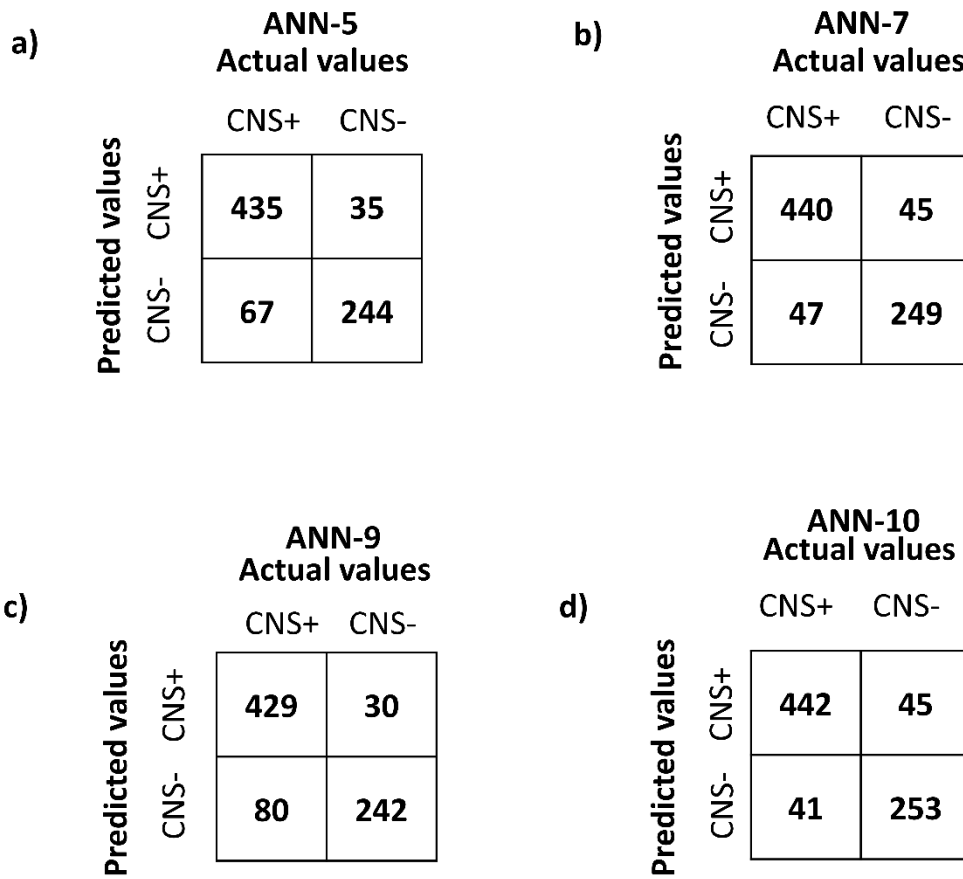 a)
ANN-5
Actual values
CNS+ CNS-
Predicted values
CNS+
CNS-
435 35
67 244
b)
ANN-7
Actual values
CNS+ CNS-
Predicted values
CNS+
CNS-
440 45
47 249
c)
ANN-9
Actual values
CNS+ CNS-
Predicted values
CNS+
CNS-
429 30
80 242
d)
ANN-10
Actual values
CNS+ CNS-
Predicted values
CNS+
CNS-
442 45
41 253